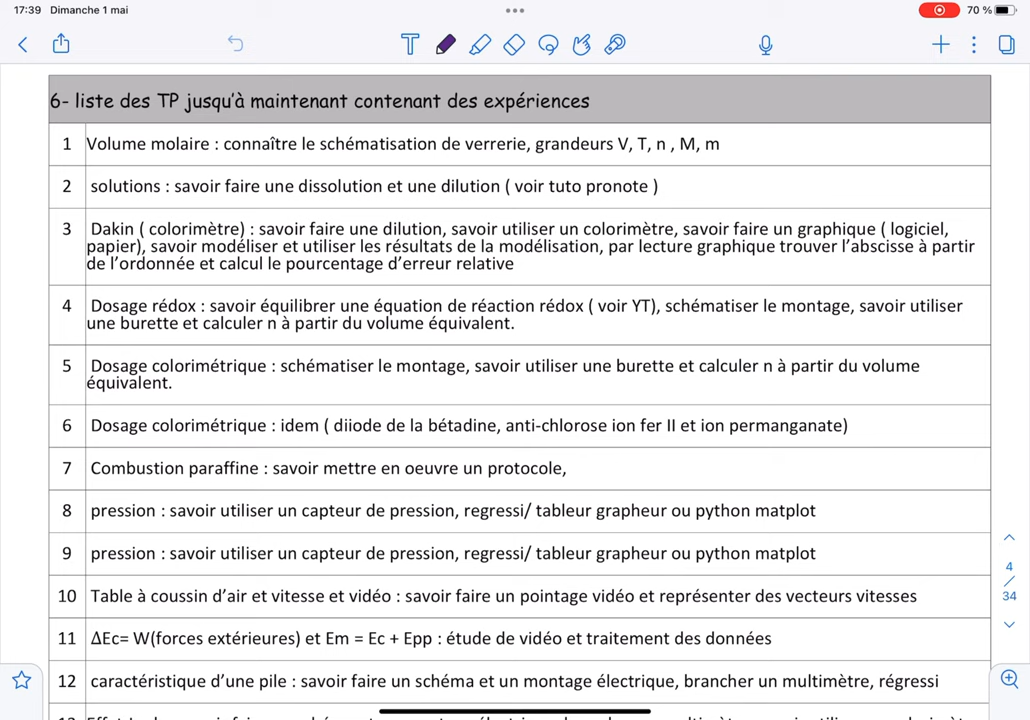 17:39 Dimanche 1 mai
70 %
6- liste des TP jusqu'à maintenant contenant des expériences
1 Volume molaire : connaître le schématisation de verrerie, grandeurs V, T, n , M, m
2 solutions : savoir faire une dissolution et une dilution ( voir tuto pronote )
3 Dakin ( colorimètre) : savoir faire une dilution, savoir utiliser un colorimètre, savoir faire un graphique ( logiciel,
papier), savoir modéliser et utiliser les résultats de la modélisation, par lecture graphique trouver l'abscisse à partir
de l'ordonnée et calcul le pourcentage d'erreur relative
4 Dosage rédox : savoir équilibrer une équation de réaction rédox ( voir YT), schématiser le montage, savoir utiliser
une burette et calculer n à partir du volume équivalent.
5 Dosage colorimétrique : schématiser le montage, savoir utiliser une burette et calculer n à partir du volume
équivalent.
6 Dosage colorimétrique : idem ( diiode de la bétadine, anti-chlorose ion fer II et ion permanganate)
7 Combustion paraffine : savoir mettre en oeuvre un protocole,
8 pression : savoir utiliser un capteur de pression, regressi/ tableur grapheur ou python matplot
9 pression : savoir utiliser un capteur de pression, regressi/ tableur grapheur ou python matplot
4
/
34
10 Table à coussin d'air et vitesse et vidéo : savoir faire un pointage vidéo et représenter des vecteurs vitesses
11 ΔEc= W(forces extérieures) et Em = Ec + Epp : étude de vidéo et traitement des données
12 caractéristique d'une pile : savoir faire un schéma et un montage électrique, brancher un multimètre, régressi